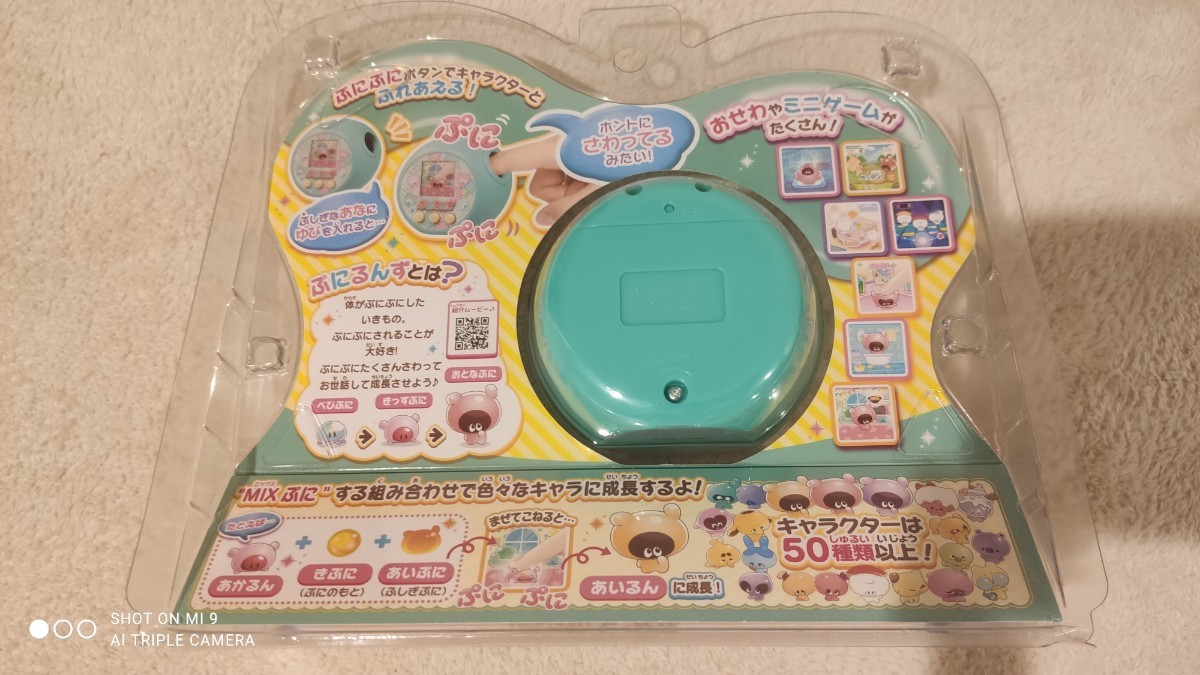 ぷにぷにボタンでキャラクターと
ふれあえる!
ぷに
ぷに
ホントに
さわってる
みたい!
ふしぎなあなに
ゆびを入れると…
おせわやミニゲームが
たくさん!
ぷにるんずとは?
体がぷにぷにした
いきもの。
ぷにぷにされることが
大好き!
ぷにぷにたくさんさわって
お世話して成長させよう♪
紹介ムービー♪
べびぷに
きっずぷに
おとなぷに
"MIXぷに"する組み合わせで色々なキャラに成長するよ!
たとえば…
あかるん
+
きぷに
(ぷにのもと)
+
あいぷに
(ふしぎぷに)
まぜてこねると…
ぷに ぷに
あいるん
に成長!
キャラクターは
50種類以上!
SHOT ON MI 9
AI TRIPLE CAMERA